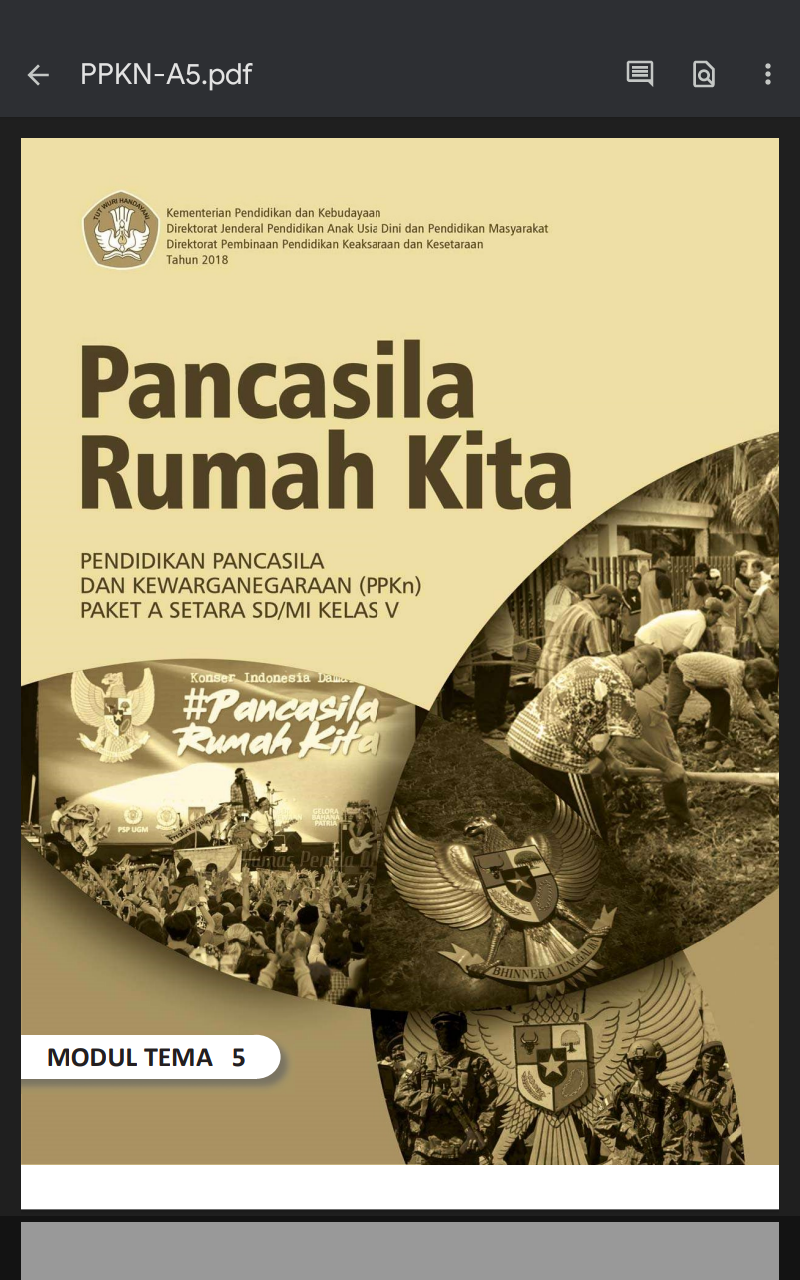 PPKN-A5.pdf
TUT WURI HANDAYANI
Kementerian Pendidikan dan Kebudayaan
Direktorat Jenderal Pendidikan Anak Usia Dini dan Pendidikan Masyarakat
Direktorat Pembinaan Pendidikan Keaksaraan dan Kesetaraan
Tahun 2018
Pancasila
Rumah Kita
PENDIDIKAN PANCASILA
DAN KEWARGANEGARAAN (PPKn)
PAKET A SETARA SD/MI KELAS V
Konser Indonesia
#Pancasila
Rumah Kita
PSP UGM
GELORA
BAHANA
PATRIA
BHINNEKA TUNGGAL IKA
MODUL TEMA 5